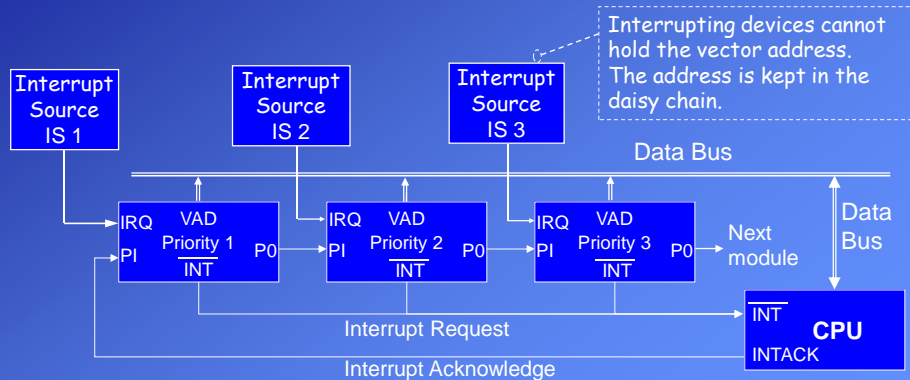 Interrupting devices cannot
hold the vector address.
The address is kept in the
daisy chain.
Interrupt
Source
IS 1
Interrupt
Source
IS 2
Interrupt
Source
IS 3
Data Bus
IRQ
VAD
Priority 1
PI
P0
INT
IRQ
VAD
Priority 2
PI
P0
INT
IRQ
VAD
Priority 3
PI
P0
INT
Next
module
Data
Bus
INT
CPU
INTACK
Interrupt Request
Interrupt Acknowledge